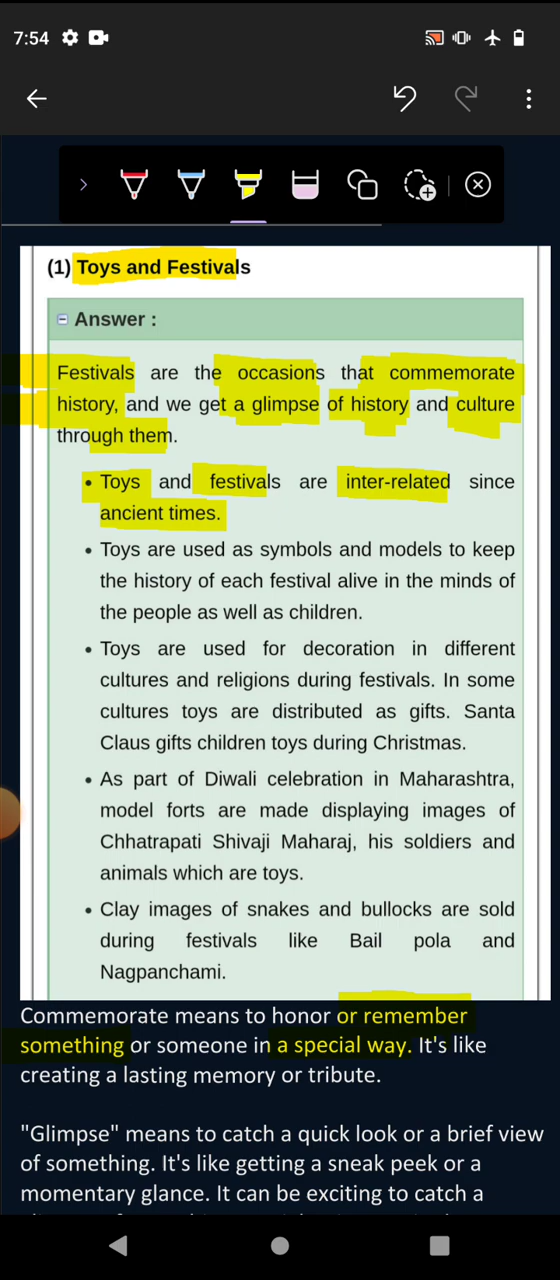 7:54
(1) Toys and Festivals
Answer :
Festivals are the occasions that commemorate
history, and we get a glimpse of history and culture
through them.
• Toys and festivals are inter-related since
ancient times.
• Toys are used as symbols and models to keep
the history of each festival alive in the minds of
the people as well as children.
• Toys are used for decoration in different
cultures and religions during festivals. In some
cultures toys are distributed as gifts. Santa
Claus gifts children toys during Christmas.
• As part of Diwali celebration in Maharashtra,
model forts are made displaying images of
Chhatrapati Shivaji Maharaj, his soldiers and
animals which are toys.
• Clay images of snakes and bullocks are sold
during festivals like Bail pola and
Nagpanchami.
Commemorate means to honor or remember
something or someone in a special way. It's like
creating a lasting memory or tribute.
"Glimpse" means to catch a quick look or a brief view
of something. It's like getting a sneak peek or a
momentary glance. It can be exciting to catch a